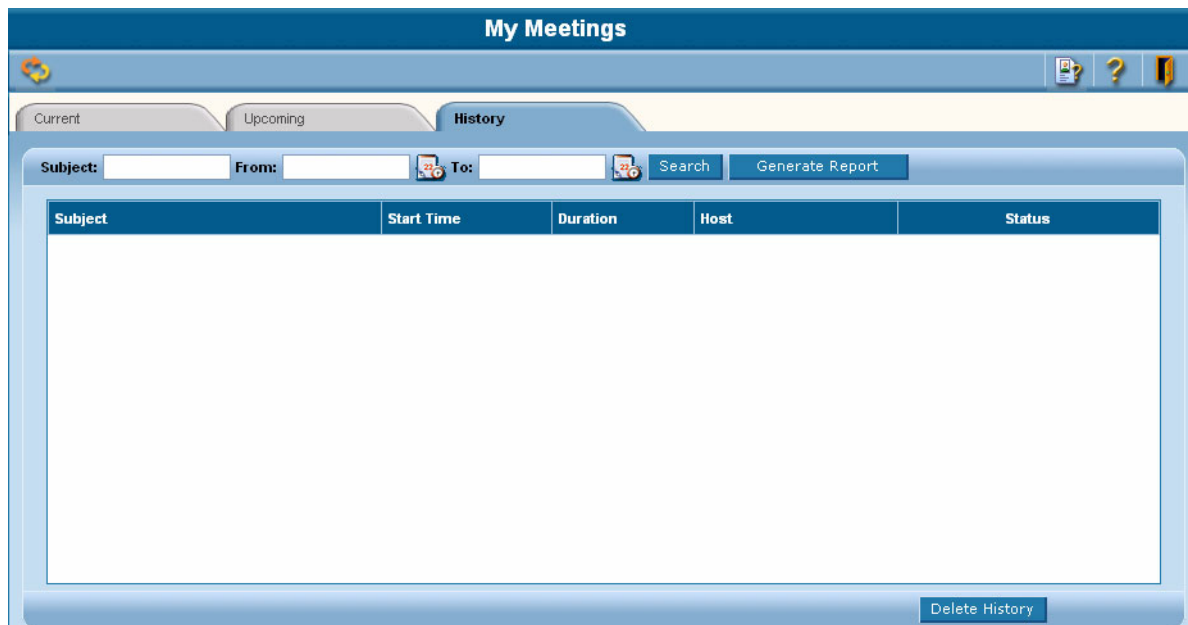 My Meetings
Current Upcoming History
Subject: From: To: Search Generate Report
Subject Start Time Duration Host Status
Delete History